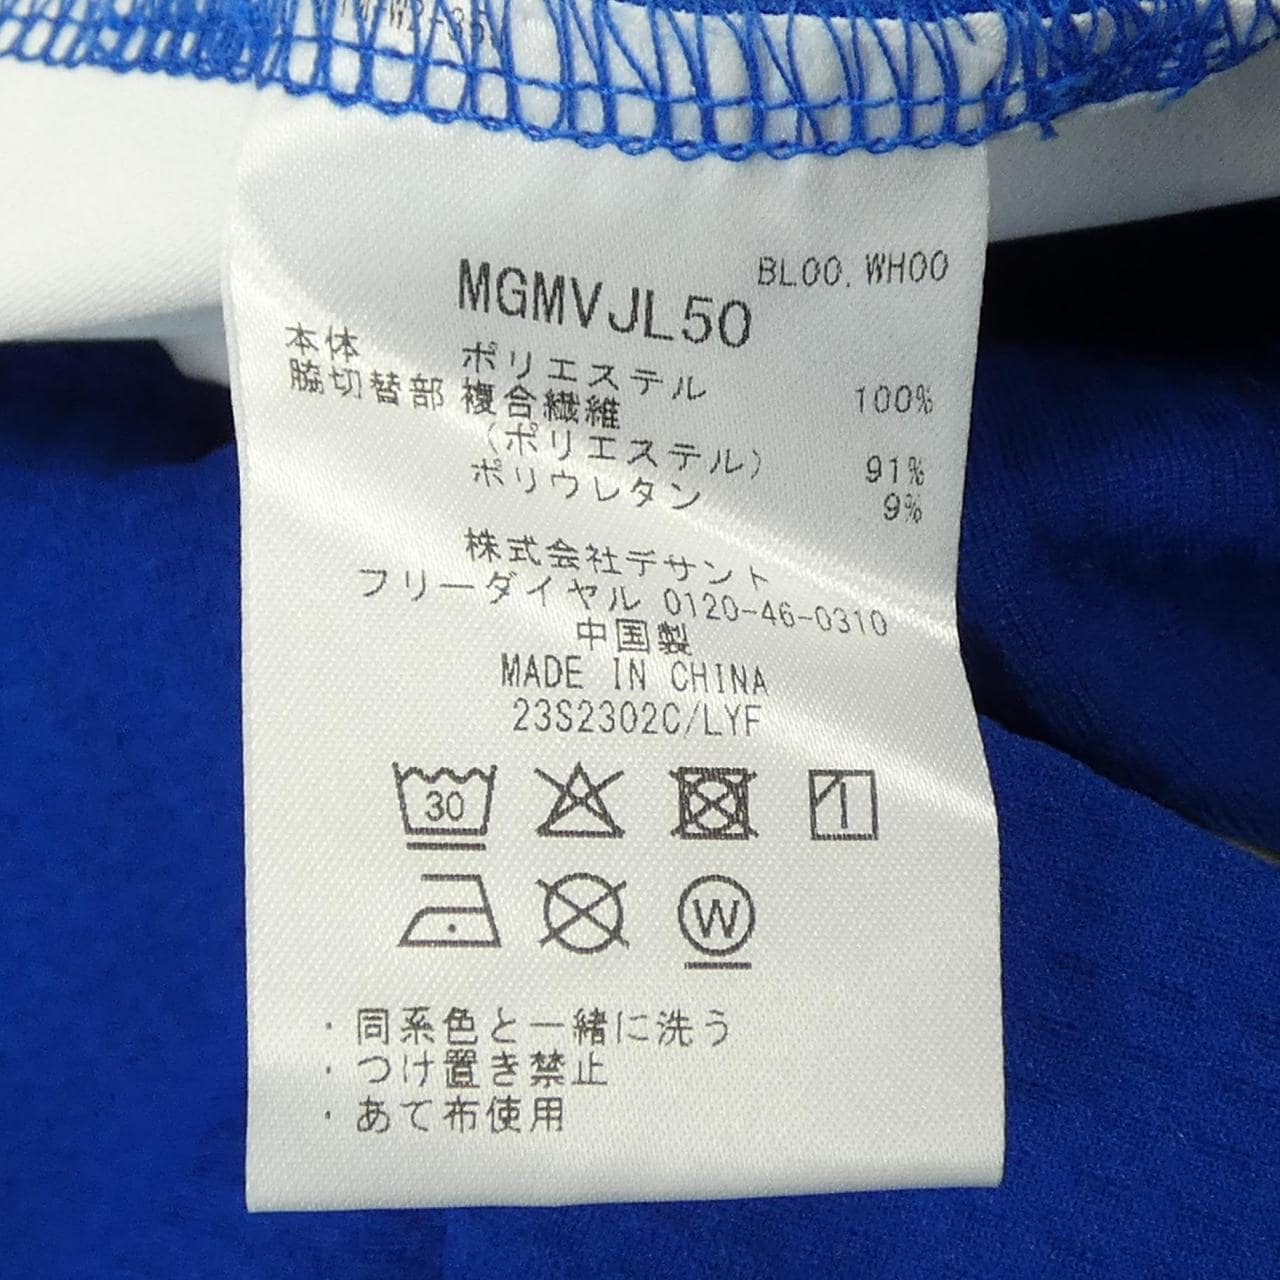 MGMVJL50 BL00. WH00
本体 ポリエステル 100%
脇切替部 複合繊維
(ポリエステル) 91%
ポリウレタン 9%
株式会社デサント
フリーダイヤル 0120-46-0310
中国製
MADE IN CHINA
23S2302C/LYF
30
W
・同系色と一緒に洗う
・つけ置き禁止
・あて布使用